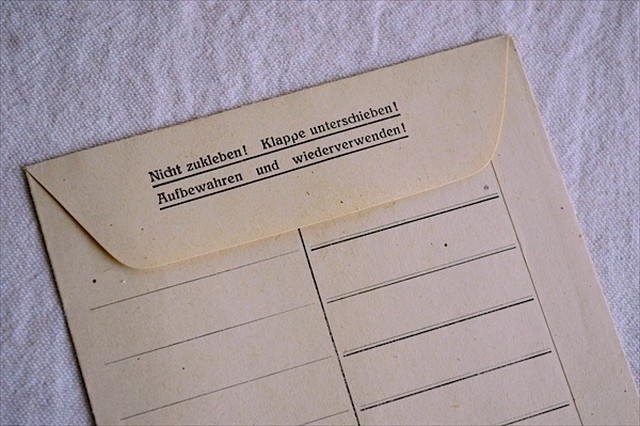 Nicht zukleben! Klappe unterschieben!
Aufbewahren und wiederverwenden!